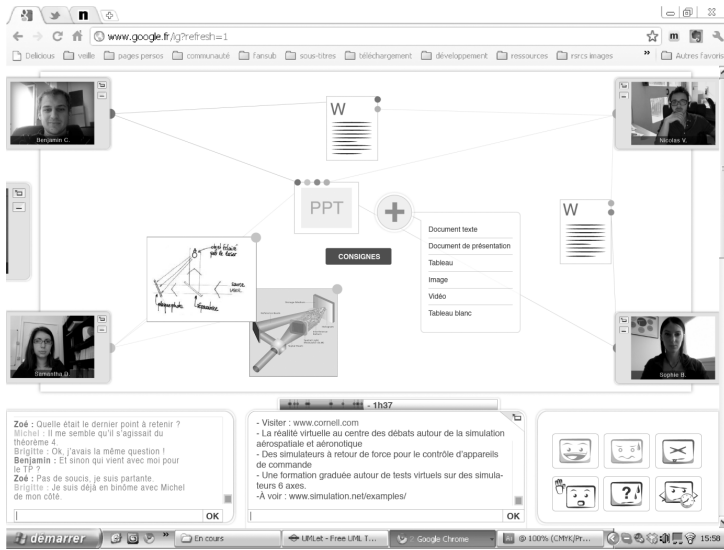 www.google.fr/ig?refresh=1
Delicious veille pages persos communauté fansub sous-titres téléchargement développement ressources rsrcs images » Autres favoris
Benjamin C.
W
Nicolas V.
PPT
W
CONSIGNES
Document texte
Document de présentation
Tableau
Image
Vidéo
Tableau blanc
Samantha D.
Sophie B.
- 1h37
Zoé : Quelle était le dernier point à retenir ?
Michel : Il me semble qu'il s'agissait du
théorème 4.
Brigitte : Ok, j'avais la même question !
Benjamin : Et sinon qui vient avec moi pour
le TP ?
Zoé : Pas de soucis, je suis partante.
Brigitte : Je suis déjà en binôme avec Michel
de mon côté.
OK
- Visiter : www.cornell.com
- La réalité virtuelle au centre des débats autour de la simulation
aérospatiale et aéronotique
- Des simulateurs à retour de force pour le contrôle d'appareils
de commande
- Une formation graduée autour de tests virtuels sur des simula-
teurs 6 axes.
-À voir : www.simulation.net/examples/
OK
démarrer » En cours UMLet - Free UML T... 2 Google Chrome Ai @ 100% (CMYK/Pr... 15:58